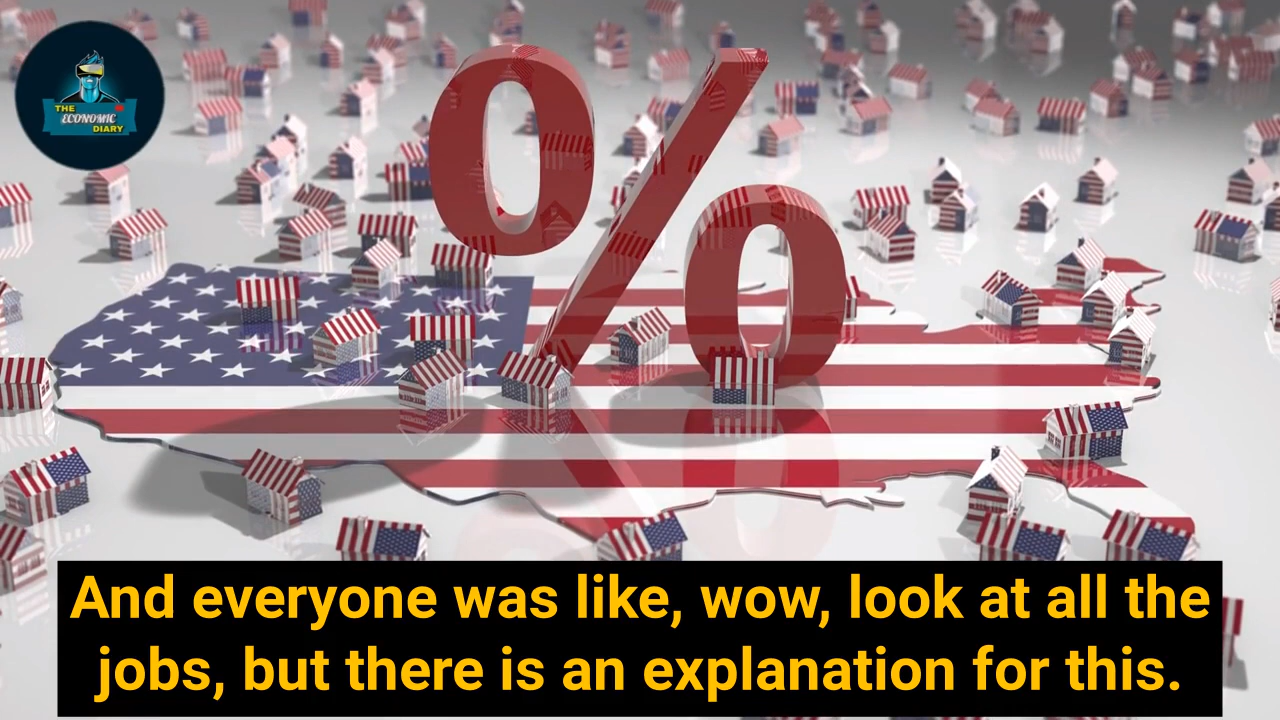 THE
ECONOMIC
DIARY
%
And everyone was like, wow, look at all the
jobs, but there is an explanation for this.